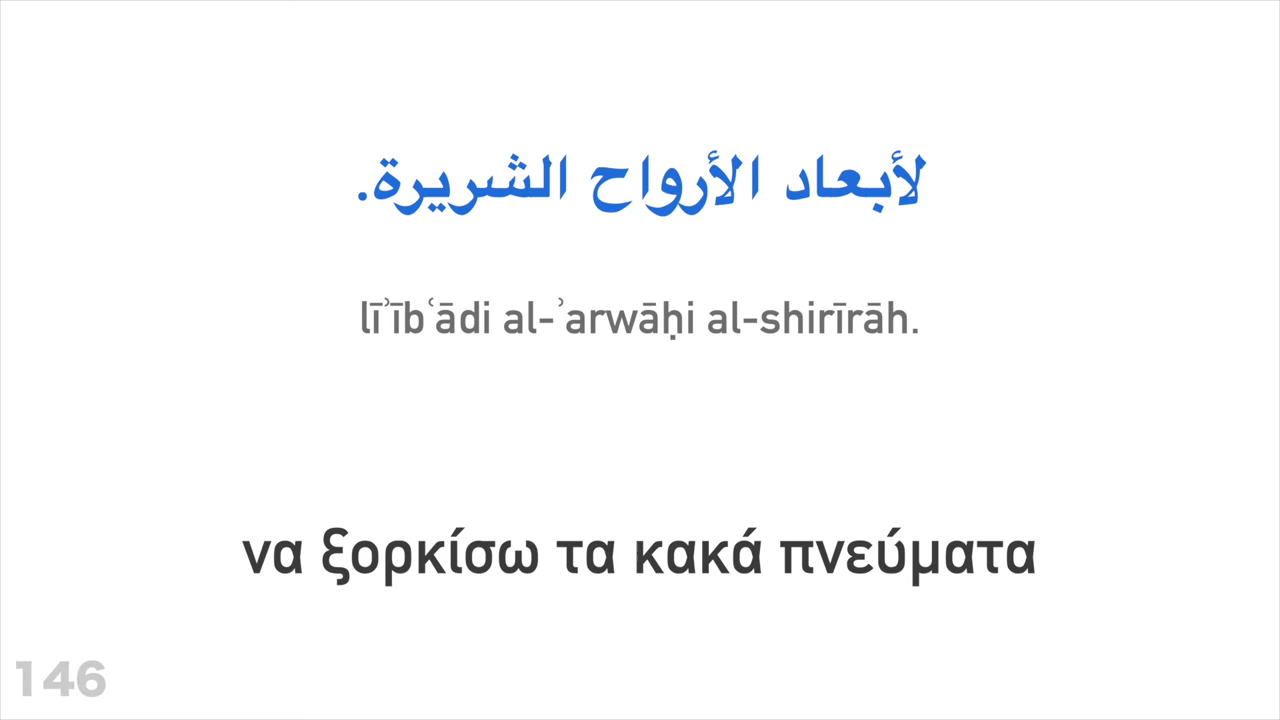 لأبعاد الأرواح الشريرة.
līʾībʿādi al-ʾarwāḥi al-shirīrāh.
να ξορκίσω τα κακά πνεύματα
146